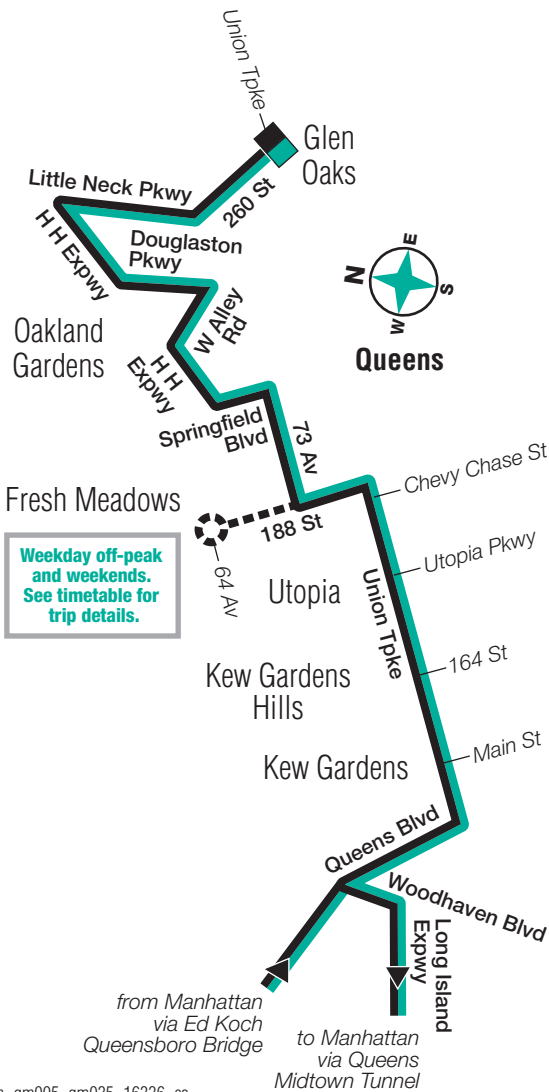 Union Tpke
Glen
Oaks
Little Neck Pkwy
260 St
H H Expwy
Douglaston
Pkwy
W Alley
Rd
N
E
S
W
Queens
Oakland
Gardens
H H
Expwy
Springfield
Blvd
73 Av
Chevy Chase St
Fresh Meadows
188 St
64 Av
Weekday off-peak
and weekends.
See timetable for
trip details.
Utopia
Utopia Pkwy
Union Tpke
164 St
Kew Gardens
Hills
Main St
Kew Gardens
Queens Blvd
Woodhaven Blvd
Long Island
Expwy
from Manhattan
via Ed Koch
Queensboro Bridge
to Manhattan
via Queens
Midtown Tunnel